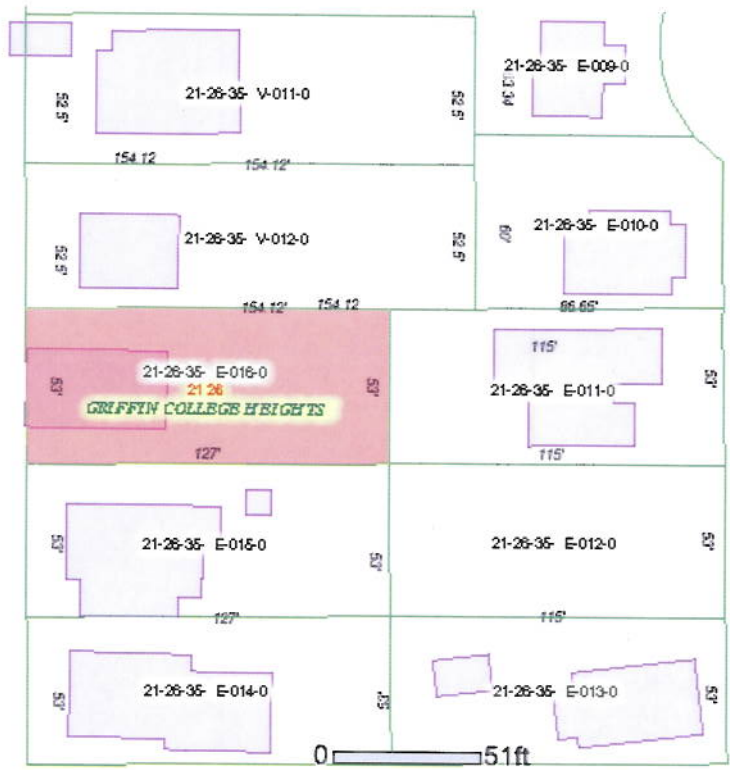 21-26-35- V-011-0
52.5'
52.5'
154.12
154.12'
21-26-35- E-009-0
21-26-35- V-012-0
52.5'
52.5'
154.12'
154.12
21-26-35- E-010-0
60'
86.65'
21-26-35- E-016-0
21 26
GRIFFIN COLLEGE HEIGHTS
53'
53'
127'
115'
21-26-35- E-011-0
53'
115'
21-26-35- E-015-0
53'
53'
127'
21-26-35- E-012-0
53'
115'
21-26-35- E-014-0
53'
53'
21-26-35- E-013-0
53'
0 51ft